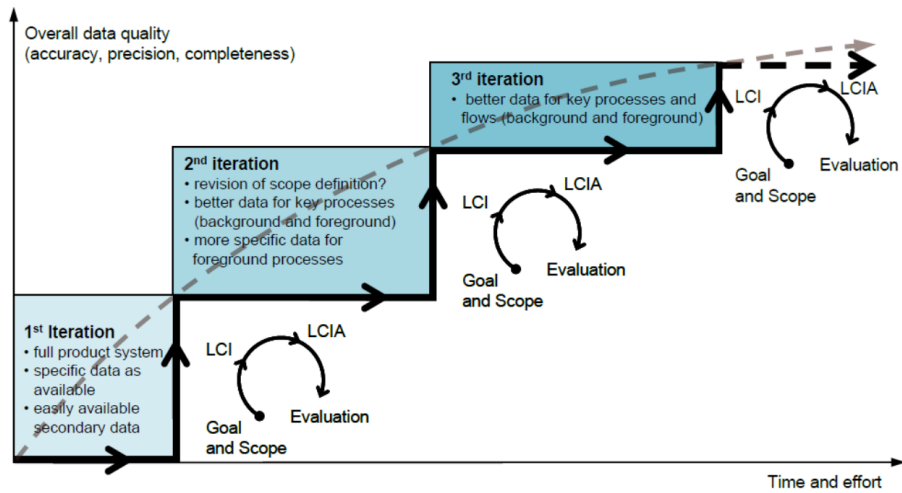 Overall data quality
(accuracy, precision, completeness)
3rd iteration
• better data for key processes and
flows (background and foreground)
LCI
LCIA
Goal
and Scope
Evaluation
2nd iteration
• revision of scope definition?
• better data for key processes
(background and foreground)
• more specific data for
foreground processes
LCI
LCIA
Goal
and Scope
Evaluation
1st Iteration
• full product system
• specific data as
available
• easily available
secondary data
LCI
LCIA
Goal
and Scope
Evaluation
Time and effort